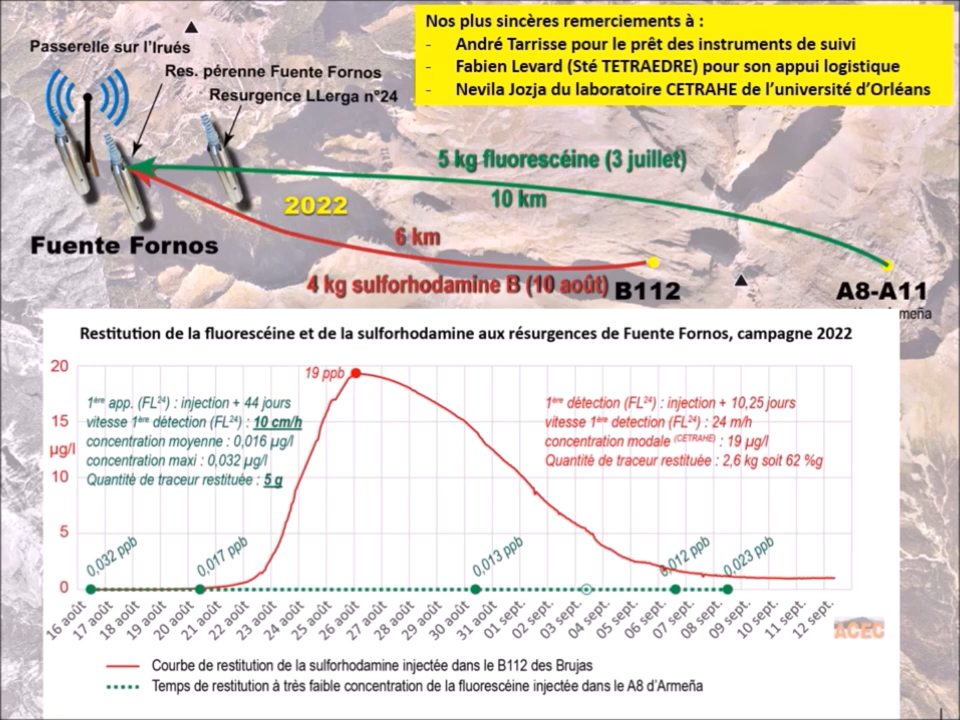 Nos plus sincères remerciements à :
- André Tarrisse pour le prêt des instruments de suivi
- Fabien Levard (Sté TETRAEDRE) pour son appui logistique
- Nevila Jozja du laboratoire CETRAHE de l'université d'Orléans
Passerelle sur l'Irués
Res. pérenne Fuente Fornos
Resurgence LLerga n°24
5 kg fluorescéine (3 juillet)
10 km
2022
6 km
Fuente Fornos
4 kg sulforhodamine B (10 août)
B112
A8-A11
meña
Restitution de la fluorescéine et de la sulforhodamine aux résurgences de Fuente Fornos, campagne 2022
20
15
µg/l
10
5
0
19 ppb
1ère app. (FL24) : injection + 44 jours
vitesse 1ère détection (FL24) : 10 cm/h
concentration moyenne : 0,016 µg/l
concentration maxi : 0,032 µg/l
Quantité de traceur restituée : 5 g
1ère détection (FL24) : injection + 10,25 jours
vitesse 1ère detection (FL24) : 24 m/h
concentration modale (CETRAHE) : 19 µg/l
Quantité de traceur restituée : 2,6 kg soit 62 %g
0,032 ppb
0,017 ppb
0,013 ppb
0,012 ppb
0,023 ppb
16 août
17 août
18 août
19 août
20 août
21 août
22 août
23 août
24 août
25 août
26 août
27 août
28 août
29 août
30 août
31 août
01 sept.
02 sept.
03 sept.
04 sept.
05 sept.
06 sept.
07 sept.
08 sept.
09 sept.
10 sept.
11 sept.
12 sept.
ACEC
Courbe de restitution de la sulforhodamine injectée dans le B112 des Brujas
Temps de restitution à très faible concentration de la fluorescéine injectée dans le A8 d'Armeña